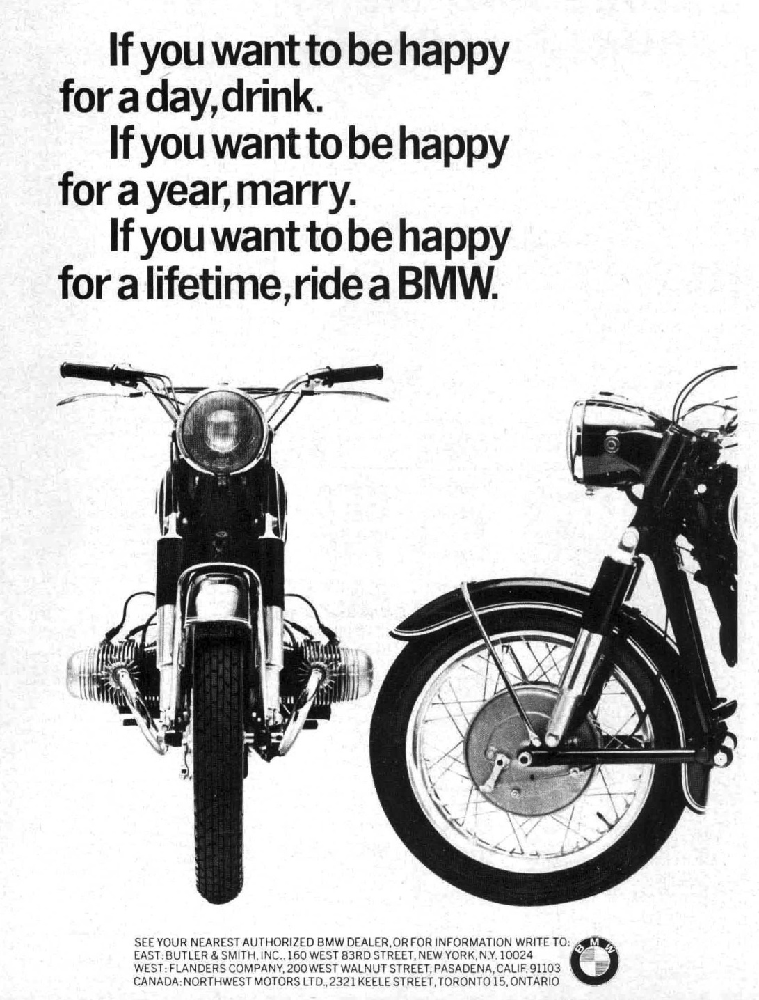 If you want to be happy
for a day, drink.
If you want to be happy
for a year, marry.
If you want to be happy
for a lifetime, ride a BMW.
SEE YOUR NEAREST AUTHORIZED BMW DEALER, OR FOR INFORMATION WRITE TO:
EAST: BUTLER & SMITH, INC., 160 WEST 83RD STREET, NEW YORK, N.Y. 10024
WEST: FLANDERS COMPANY, 200 WEST WALNUT STREET, PASADENA, CALIF. 91103
CANADA: NORTHWEST MOTORS LTD., 2321 KEELE STREET, TORONTO 15, ONTARIO
BMW